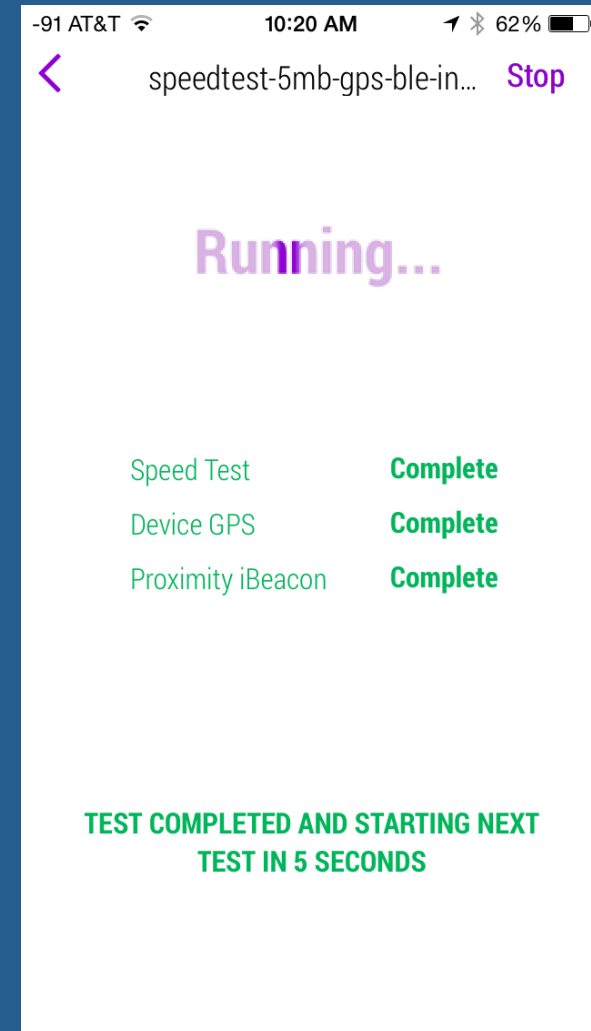 -91 AT&T 10:20 AM 62%
speedtest-5mb-gps-ble-in... Stop
Running...
Speed Test Complete
Device GPS Complete
Proximity iBeacon Complete
TEST COMPLETED AND STARTING NEXT
TEST IN 5 SECONDS